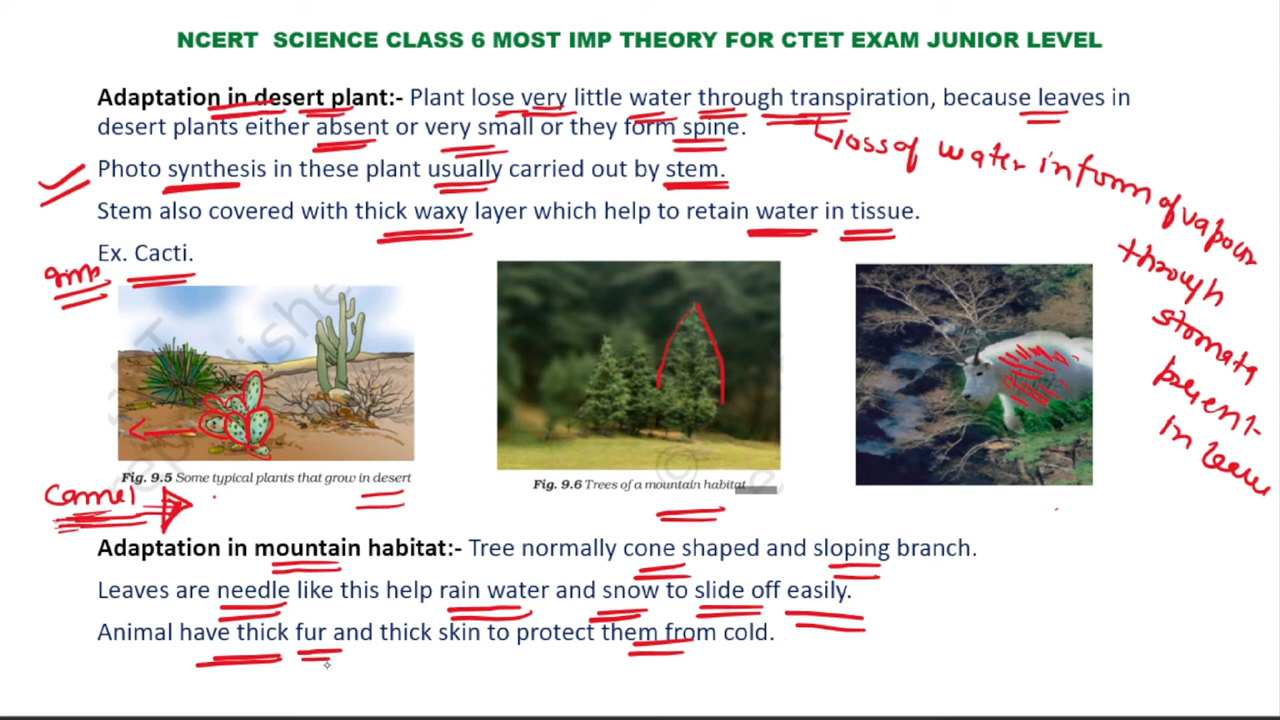 NCERT SCIENCE CLASS 6 MOST IMP THEORY FOR CTET EXAM JUNIOR LEVEL
Adaptation in desert plant:- Plant lose very little water through transpiration, because leaves in
desert plants either absent or very small or they form spine.
Loss of water in form of vapour
through
stomata
in
Photo synthesis in these plant usually carried out by stem.
Stem also covered with thick waxy layer which help to retain water in tissue.
Ex. Cacti.
Fig. 9.5 Some typical plants that grow in desert
Fig. 9.6 Trees of a mountain habitat
Camel
Adaptation in mountain habitat:- Tree normally cone shaped and sloping branch.
Leaves are needle like this help rain water and snow to slide off easily.
Animal have thick fur and thick skin to protect them from cold.